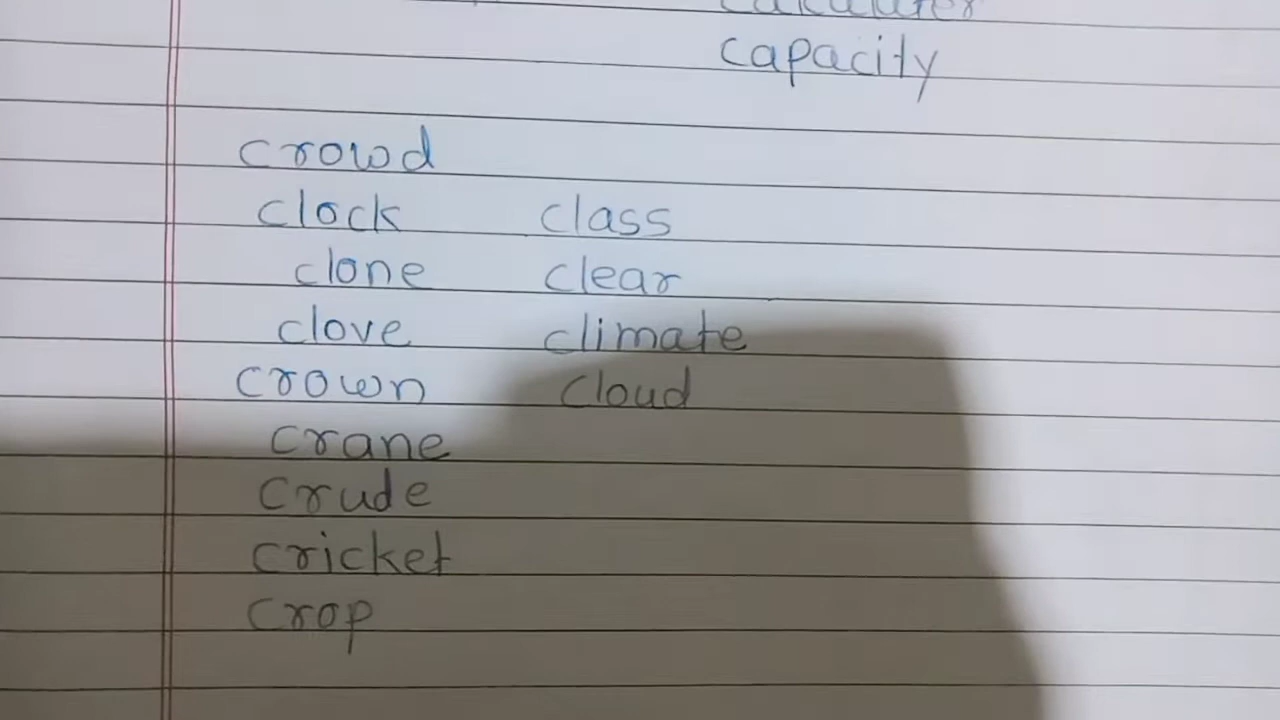 capacity
crowd
clock class
clone clear
clove climate
crown cloud
crane
crude
cricket
crop